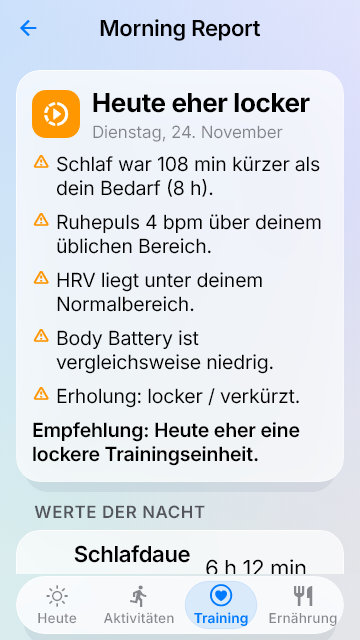 Morning Report
Heute eher locker
Dienstag, 24. November
Schlaf war 108 min kürzer als
dein Bedarf (8 h).
Ruhepuls 4 bpm über deinem
üblichen Bereich.
HRV liegt unter deinem
Normalbereich.
Body Battery ist
vergleichsweise niedrig.
Erholung: locker / verkürzt.
Empfehlung: Heute eher eine
lockere Trainingseinheit.
WERTE DER NACHT
Schlafdaue
6 h 12 min
Heute
Aktivitäten
Training
Ernährung